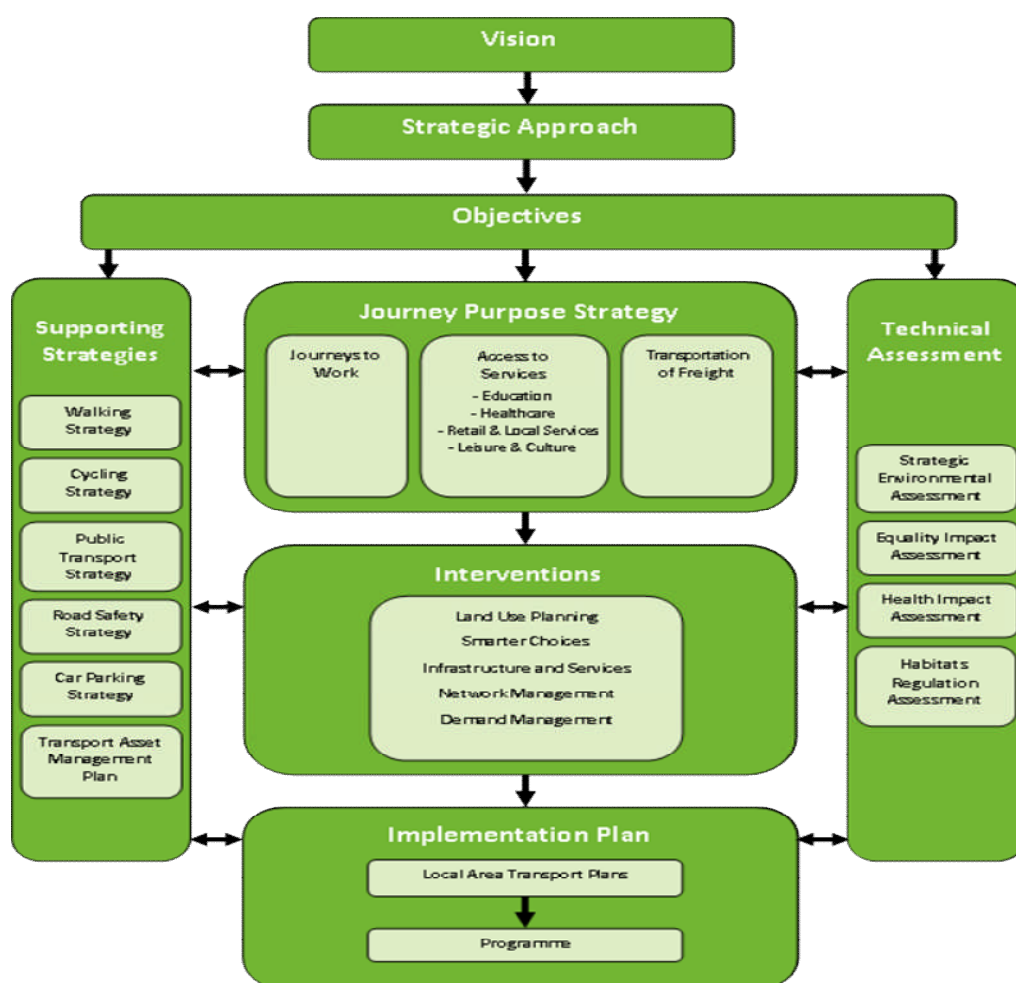 Vision
Strategic Approach
Objectives
Supporting
Strategies
Walking
Strategy
Cycling
Strategy
Public
Transport
Strategy
Road Safety
Strategy
Car Parking
Strategy
Transport Asset
Management
Plan
Journey Purpose Strategy
Journeys to
Work
Access to
Services
- Education
- Healthcare
- Retail & Local Services
- Leisure & Culture
Transportation
of Freight
Interventions
Land Use Planning
Smarter Choices
Infrastructure and Services
Network Management
Demand Management
Implementation Plan
Local Area Transport Plans
Programme
Technical
Assessment
Strategic
Environmental
Assessment
Equality Impact
Assessment
Health Impact
Assessment
Habitats
Regulation
Assessment